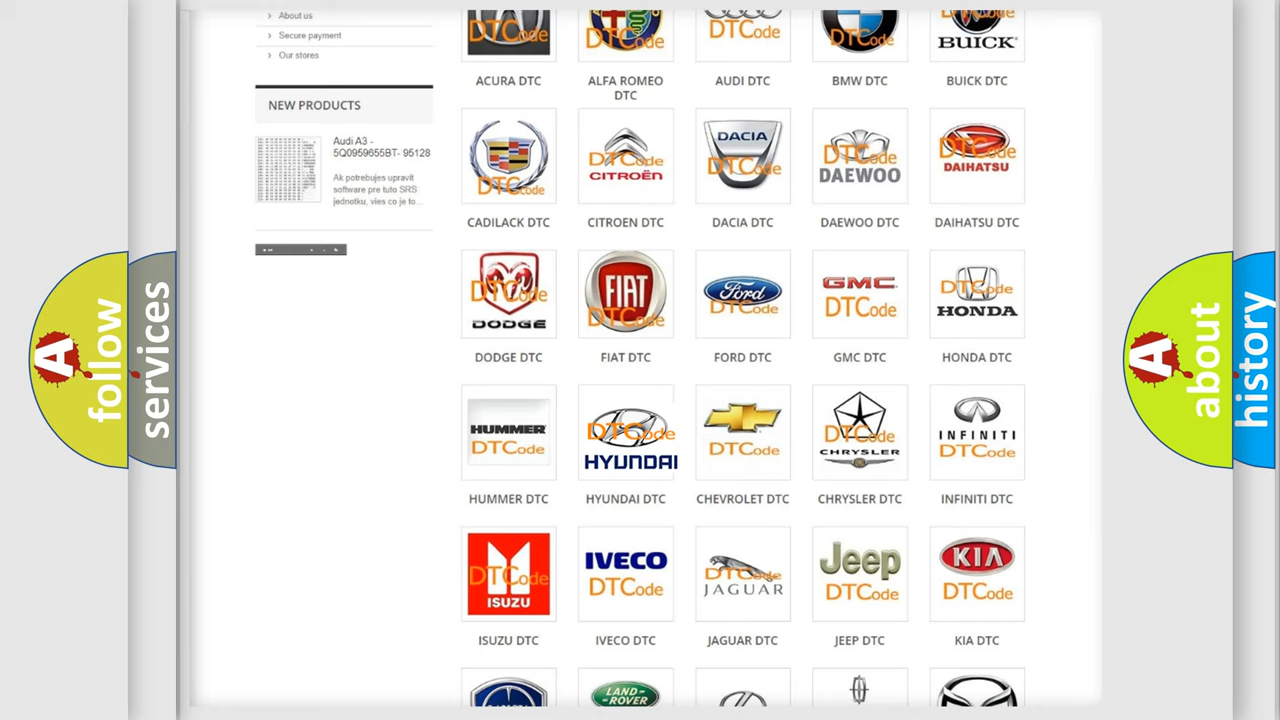 About us
Secure payment
Our stores
NEW PRODUCTS
Audi A3 -
5Q0959655BT- 95128
Ak potrebujes upravit
software pre tuto SRS
jednotku, vies co je to...
DTCode
DTCode
DTCode
DTCode
BUICK
ACURA DTC
ALFA ROMEO
DTC
AUDI DTC
BMW DTC
BUICK DTC
DTCode
DTCode
CITROËN
DACIA
DTCode
DTCode
DAEWOO
DTCode
DAIHATSU
CADILACK DTC
CITROEN DTC
DACIA DTC
DAEWOO DTC
DAIHATSU DTC
DTCode
DODGE
FIAT
DTCode
Ford
DTCode
GMC
DTCode
DTCode
HONDA
DODGE DTC
FIAT DTC
FORD DTC
GMC DTC
HONDA DTC
HUMMER
DTCode
DTCode
HYUNDAI
DTCode
DTCode
CHRYSLER
INFINITI
DTCode
HUMMER DTC
HYUNDAI DTC
CHEVROLET DTC
CHRYSLER DTC
INFINITI DTC
DTCode
ISUZU
IVECO
DTCode
DTCode
JAGUAR
Jeep
DTCode
KIA
DTCode
ISUZU DTC
IVECO DTC
JAGUAR DTC
JEEP DTC
KIA DTC
LAND-
ROVER
A
follow
services
A
about
history